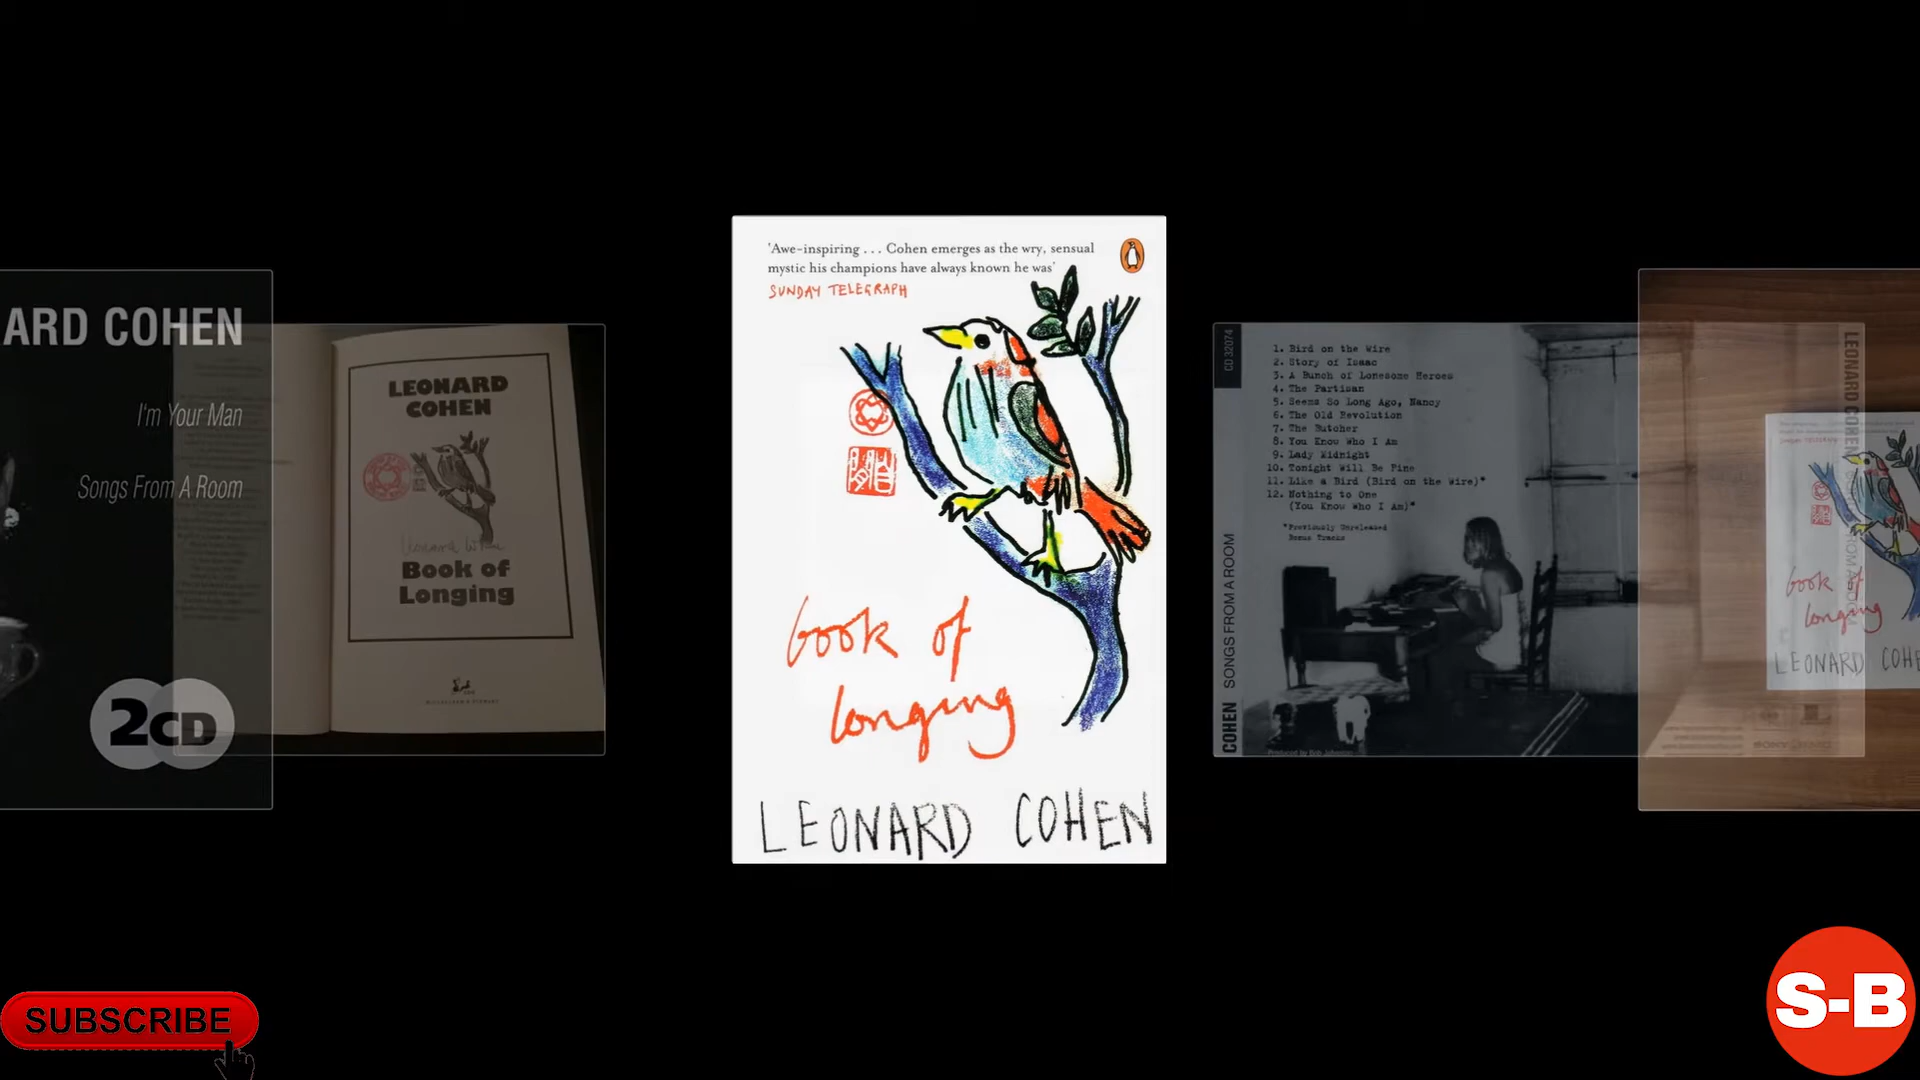 ARD COHEN
I'm Your Man
Songs From A Room
2CD
LEONARD
COHEN
Book of
Longing
'Awe-inspiring . . . Cohen emerges as the wry, sensual
mystic his champions have always known he was'
SUNDAY TELEGRAPH
book of
longing
LEONARD COHEN
CD 32074
COHEN SONGS FROM A ROOM
1. Bird on the Wire
2. Story of Isaac
3. A Bunch of Lonesome Heroes
4. The Partisan
5. Seems So Long Ago, Nancy
6. The Old Revolution
7. The Butcher
8. You Know Who I Am
9. Lady Midnight
10. Tonight Will Be Fine
11. Like a Bird (Bird on the Wire)*
12. Nothing to One
(You Know Who I Am)*
*Previously Unreleased
Bonus Tracks
Produced by Bob Johnston
LEONARD COHEN
book of
longing
LEONARD COHE
SUBSCRIBE
S-B